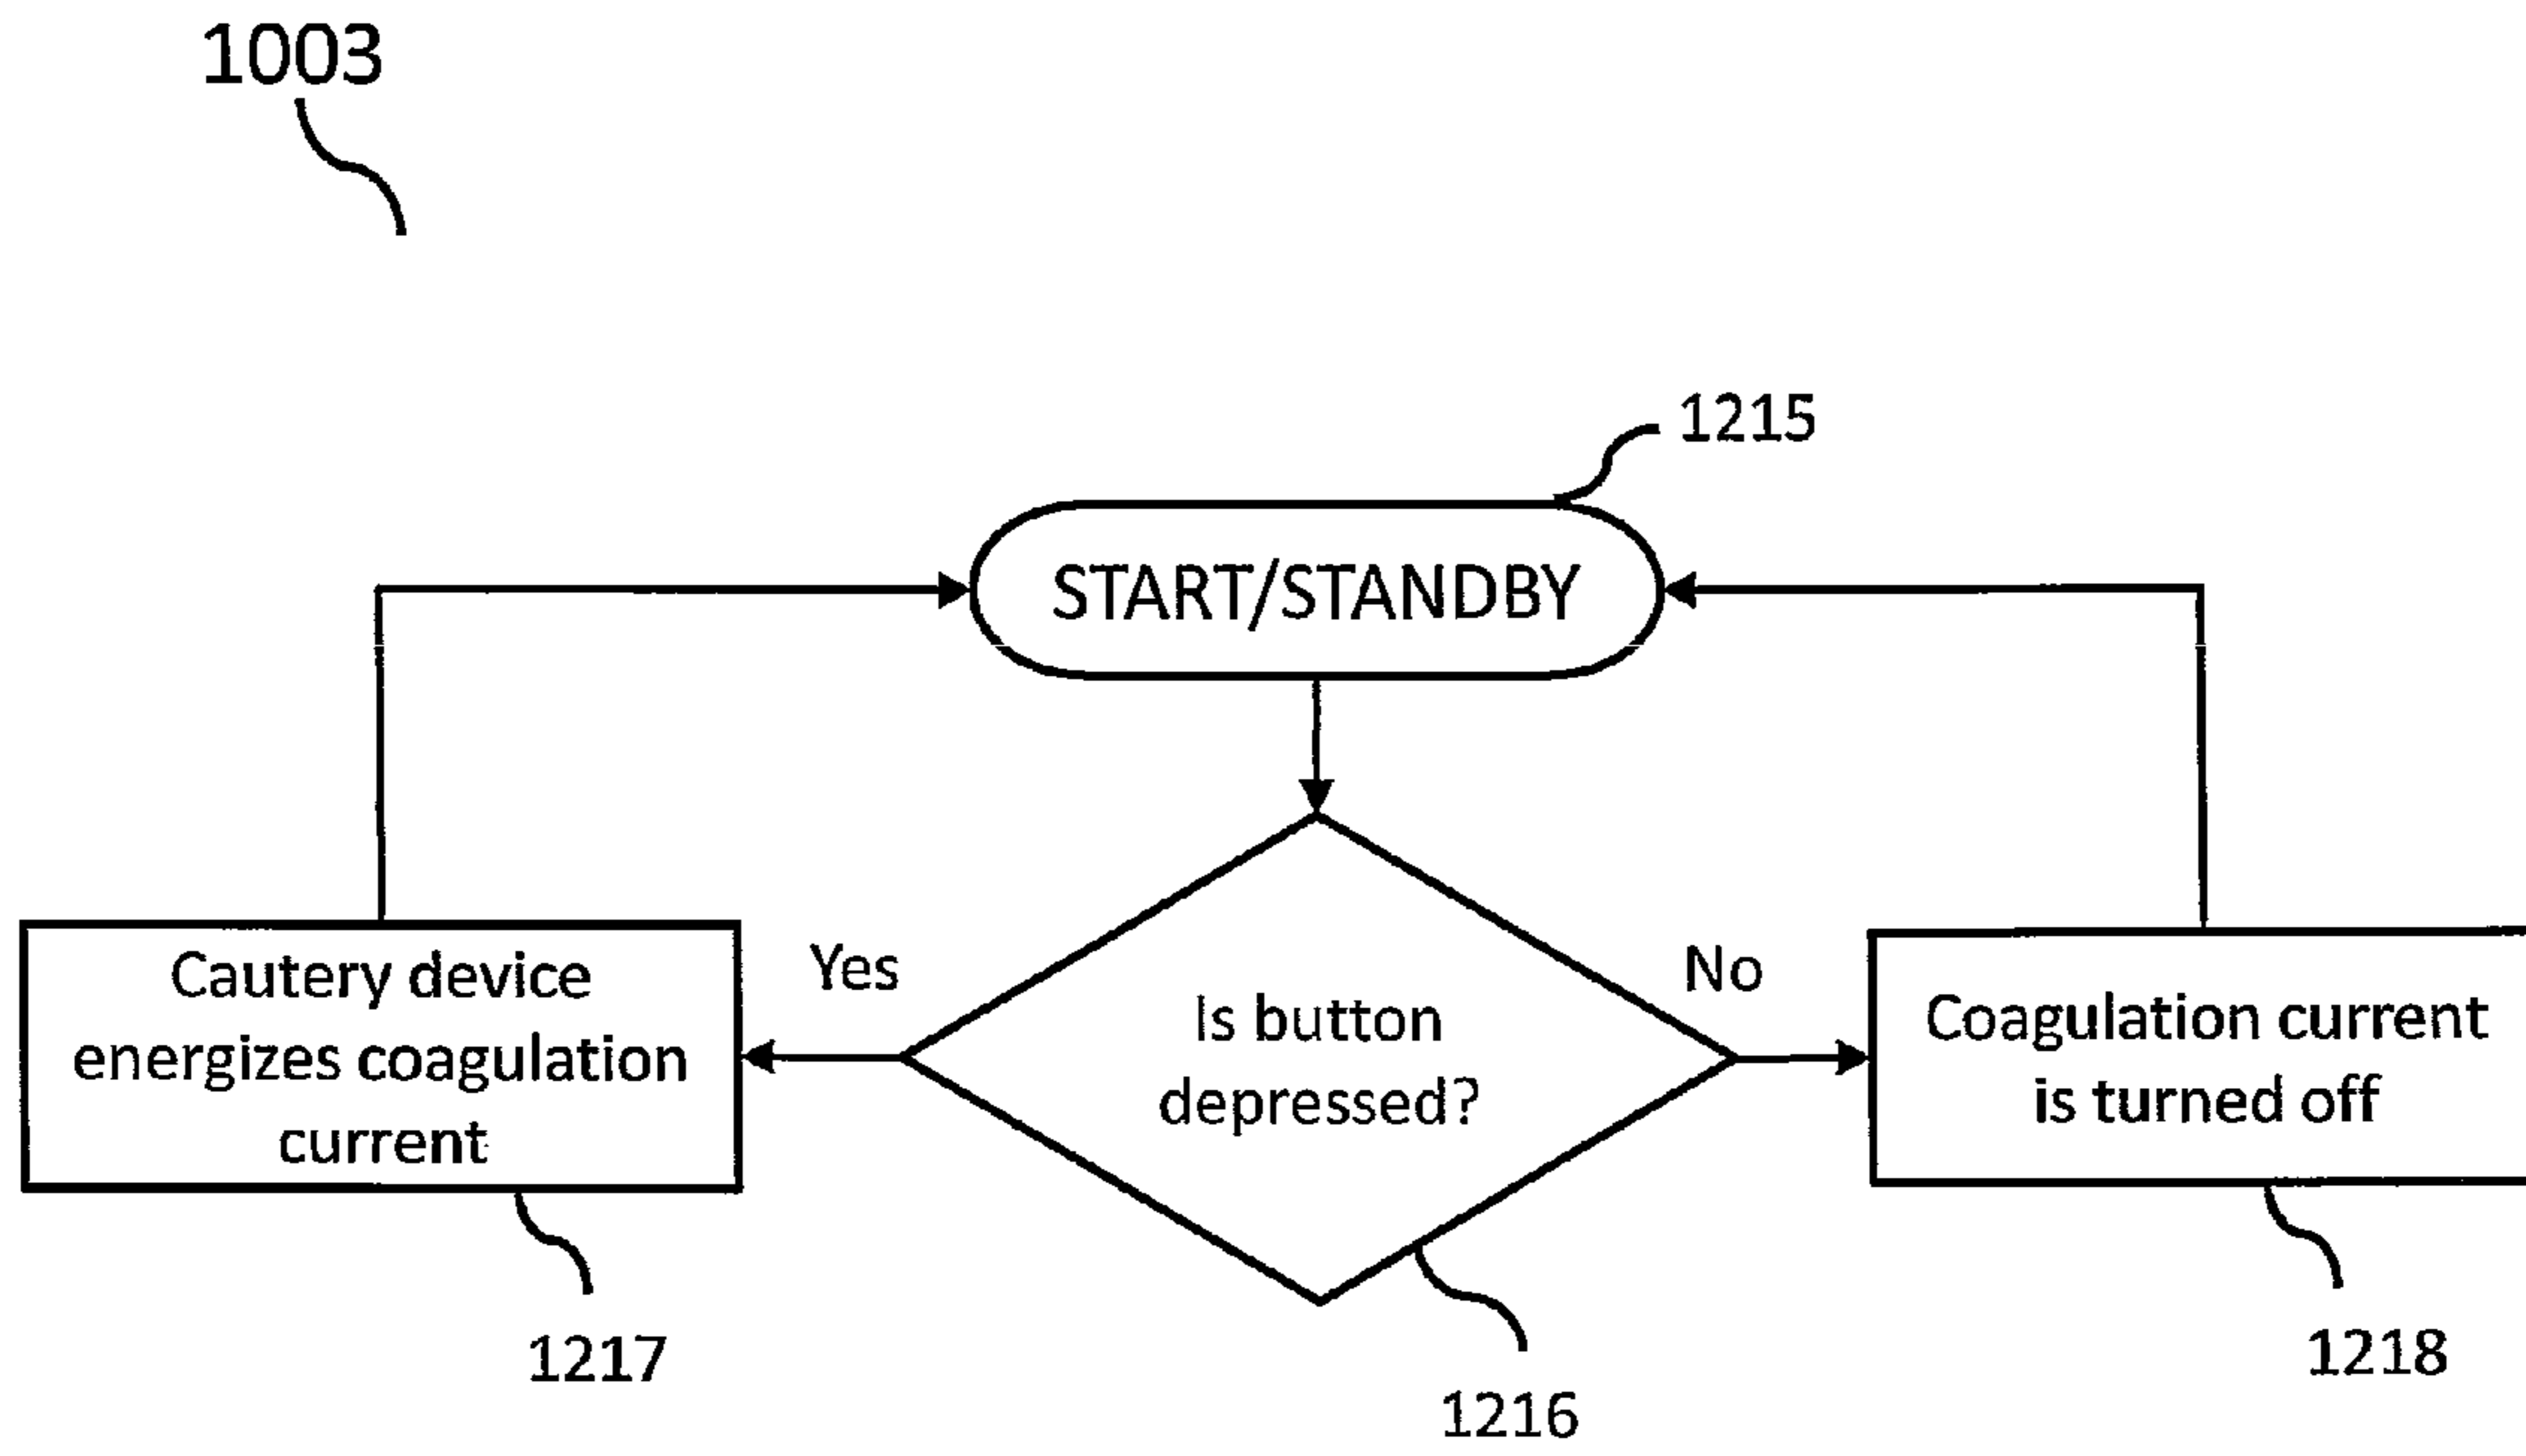 1003
1215
START/STANDBY
Yes
No
Cautery device
energizes coagulation
current
Is button
depressed?
Coagulation current
is turned off
1217
1216
1218